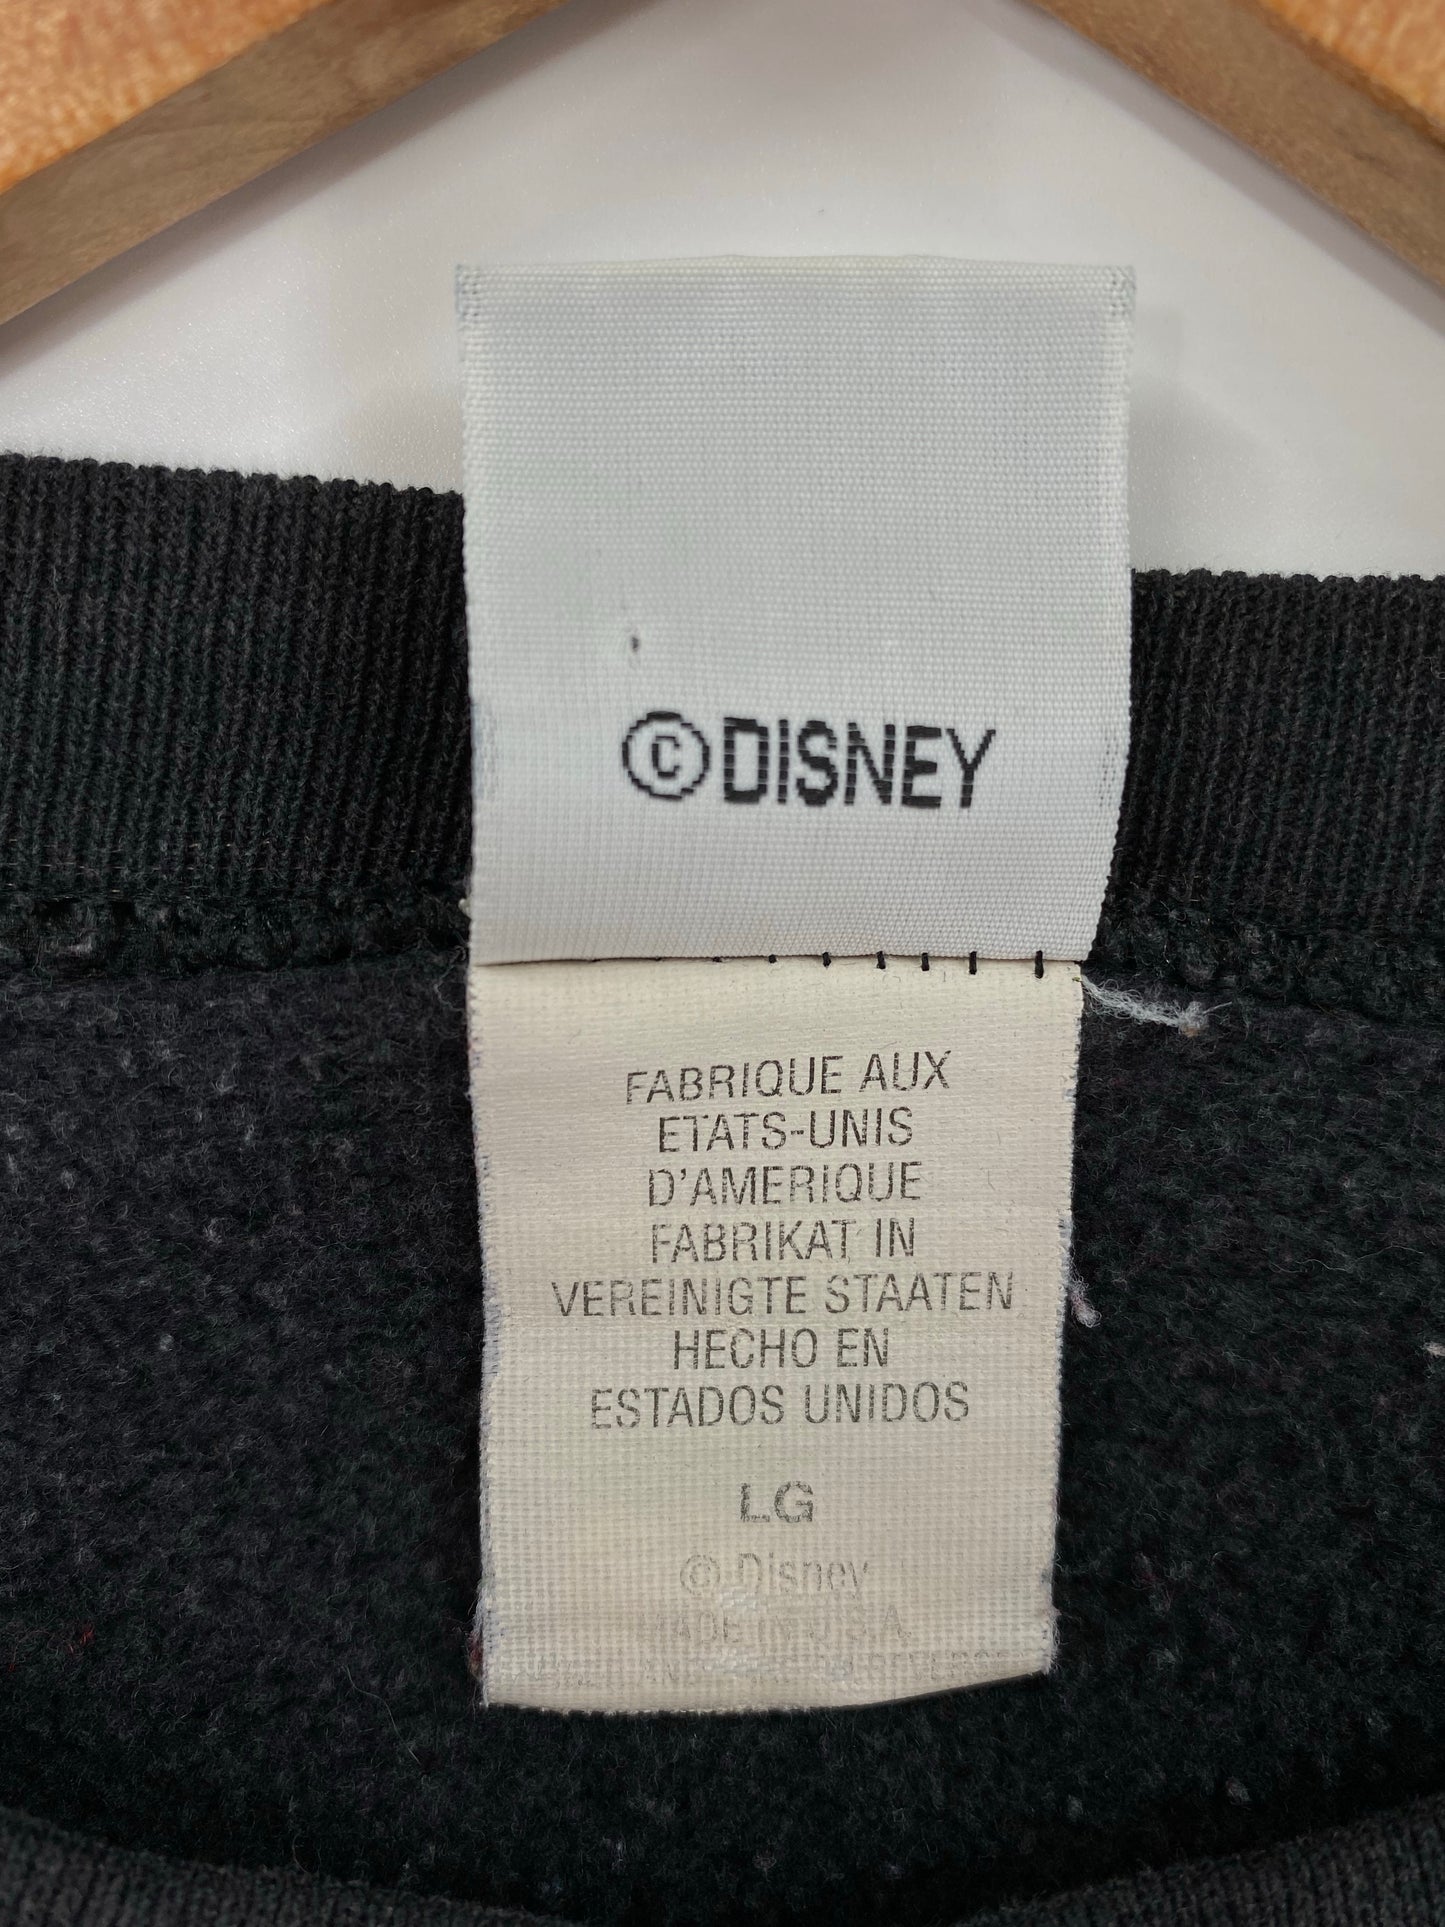 ©DISNEY
FABRIQUE AUX
ETATS-UNIS
D'AMERIQUE
FABRIKAT IN
VEREINIGTE STAATEN
HECHO EN
ESTADOS UNIDOS
LG
© Disney
MADE IN U.S.A.